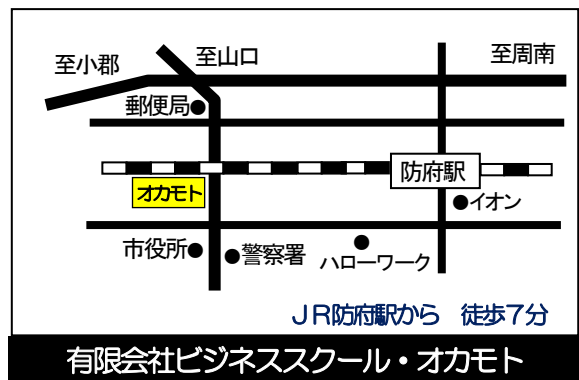 至小郡
至山口
至周南
郵便局
防府駅
オカモト
イオン
市役所
警察署
ハローワーク
JR防府駅から　徒歩7分
有限会社ビジネススクール・オカモト